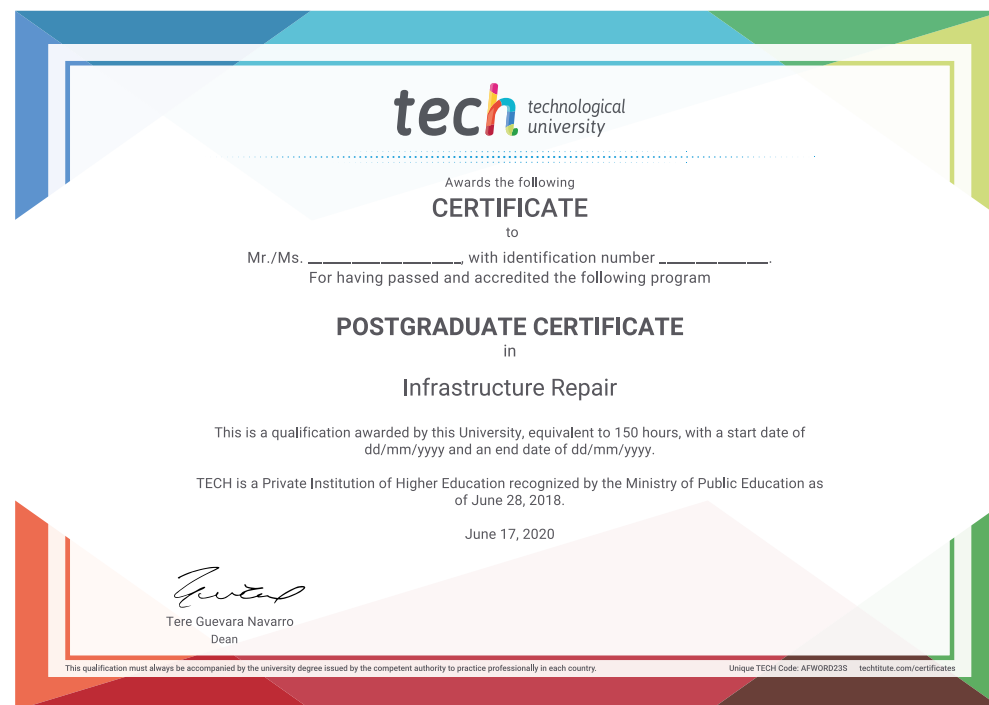 tech technological
university
Awards the following
CERTIFICATE
to
Mr./Ms. ____________________, with identification number ______________.
For having passed and accredited the following program
POSTGRADUATE CERTIFICATE
in
Infrastructure Repair
This is a qualification awarded by this University, equivalent to 150 hours, with a start date of
dd/mm/yyyy and an end date of dd/mm/yyyy.
TECH is a Private Institution of Higher Education recognized by the Ministry of Public Education as
of June 28, 2018.
June 17, 2020
Tere Guevara Navarro
Dean
This qualification must always be accompanied by the university degree issued by the competent authority to practice professionally in each country.
Unique TECH Code: AFWORD23S techtitute.com/certificates